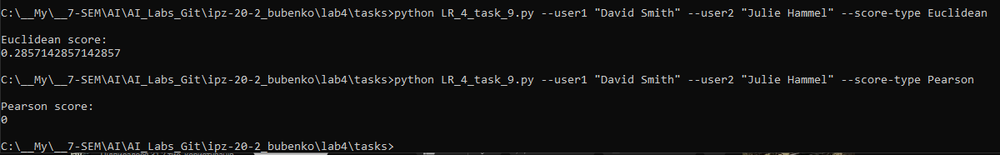 C:\__My\__7-SEM\AI\AI_Labs_Git\ipz-20-2_bubenko\lab4\tasks>python LR_4_task_9.py --user1 "David Smith" --user2 "Julie Hammel" --score-type Euclidean
Euclidean score:
0.2857142857142857
C:\__My\__7-SEM\AI\AI_Labs_Git\ipz-20-2_bubenko\lab4\tasks>python LR_4_task_9.py --user1 "David Smith" --user2 "Julie Hammel" --score-type Pearson
Pearson score:
0
C:\__My\__7-SEM\AI\AI_Labs_Git\ipz-20-2_bubenko\lab4\tasks>